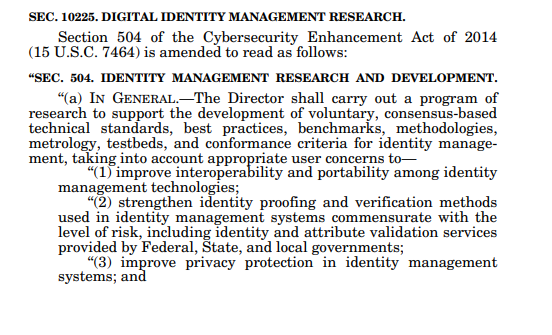 SEC. 10225. DIGITAL IDENTITY MANAGEMENT RESEARCH.
Section 504 of the Cybersecurity Enhancement Act of 2014
(15 U.S.C. 7464) is amended to read as follows:
“SEC. 504. IDENTITY MANAGEMENT RESEARCH AND DEVELOPMENT.
“(a) IN GENERAL.—The Director shall carry out a program of
research to support the development of voluntary, consensus-based
technical standards, best practices, benchmarks, methodologies,
metrology, testbeds, and conformance criteria for identity manage-
ment, taking into account appropriate user concerns to—
“(1) improve interoperability and portability among identity
management technologies;
“(2) strengthen identity proofing and verification methods
used in identity management systems commensurate with the
level of risk, including identity and attribute validation services
provided by Federal, State, and local governments;
“(3) improve privacy protection in identity management
systems; and